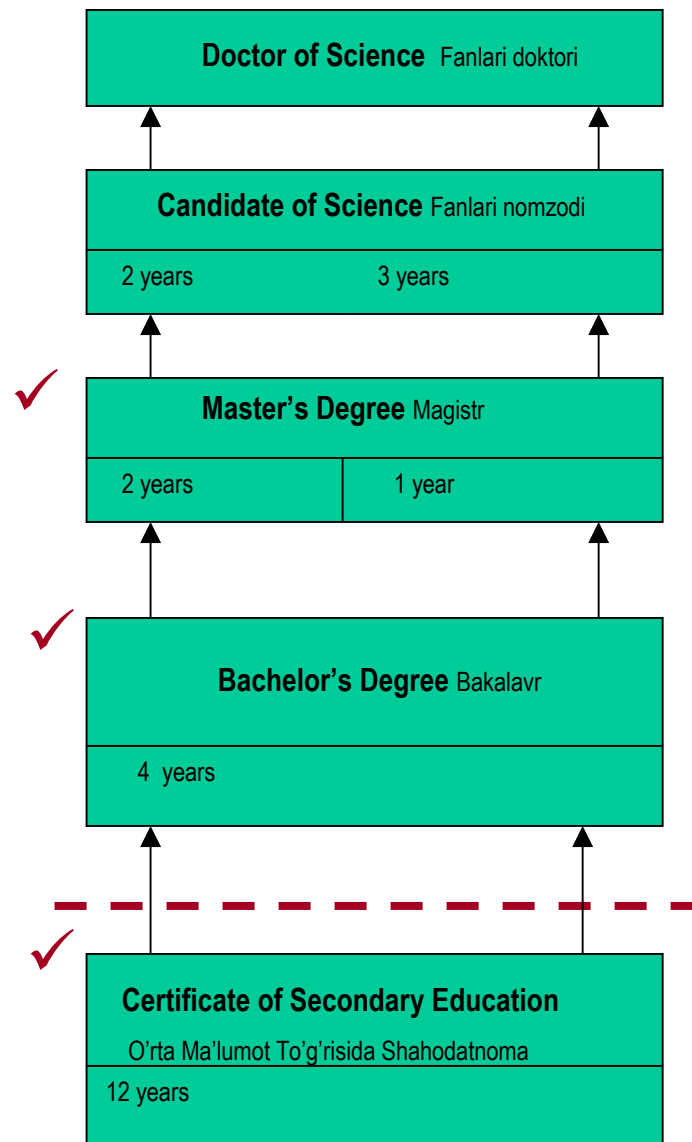 Doctor of Science Fanlari doktori
Candidate of Science Fanlari nomzodi
2 years 3 years
Master’s Degree Magistr
2 years 1 year
Bachelor’s Degree Bakalavr
4 years
Certificate of Secondary Education
O’rta Ma’lumot To’g’risida Shahodatnoma
12 years